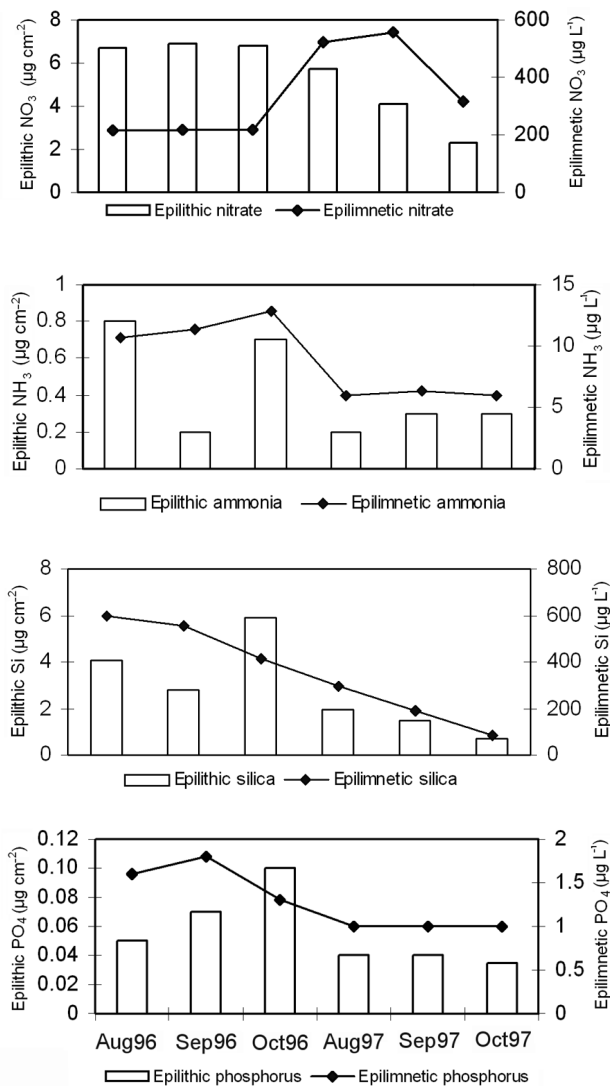 Epilithic NO₃ (µg cm⁻²)
8
6
4
2
0
600
400
200
0
Epilimnetic NO₃ (µg L⁻¹)
Epilithic nitrate
Epilimnetic nitrate
Epilithic NH₃ (µg cm⁻²)
1
0.8
0.6
0.4
0.2
0
15
10
5
0
Epilimnetic NH₃ (µg L⁻¹)
Epilithic ammonia
Epilimnetic ammonia
Epilithic Si (µg cm⁻²)
8
6
4
2
0
800
600
400
200
0
Epilimnetic Si (µg L⁻¹)
Epilithic silica
Epilimnetic silica
Epilithic PO₄ (µg cm⁻²)
0.12
0.10
0.08
0.06
0.04
0.02
0
2
1.5
1
0.5
0
Epilimnetic PO₄ (µg L⁻¹)
Aug96 Sep96 Oct96 Aug97 Sep97 Oct97
Epilithic phosphorus
Epilimnetic phosphorus